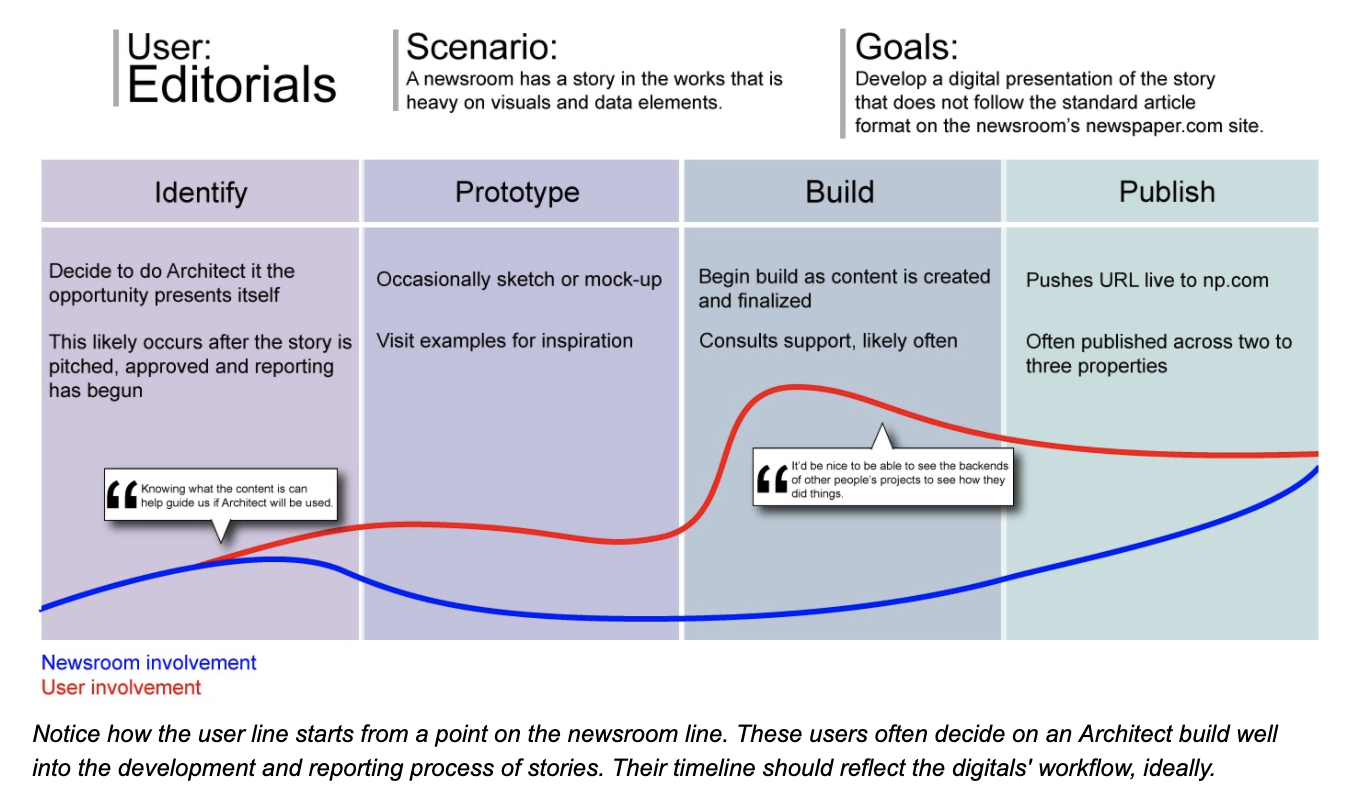 User:
Editorials
Scenario:
A newsroom has a story in the works that is
heavy on visuals and data elements.
Goals:
Develop a digital presentation of the story
that does not follow the standard article
format on the newsroom's newspaper.com site.
Identify
Prototype
Build
Publish
Decide to do Architect it the
opportunity presents itself
This likely occurs after the story is
pitched, approved and reporting
has begun
Occasionally sketch or mock-up
Visit examples for inspiration
Begin build as content is created
and finalized
Consults support, likely often
Pushes URL live to np.com
Often published across two to
three properties
“ Knowing what the content is can
help guide us if Architect will be used.
“ It'd be nice to be able to see the backends
of other people's projects to see how they
did things.
Newsroom involvement
User involvement
Notice how the user line starts from a point on the newsroom line. These users often decide on an Architect build well
into the development and reporting process of stories. Their timeline should reflect the digitals' workflow, ideally.